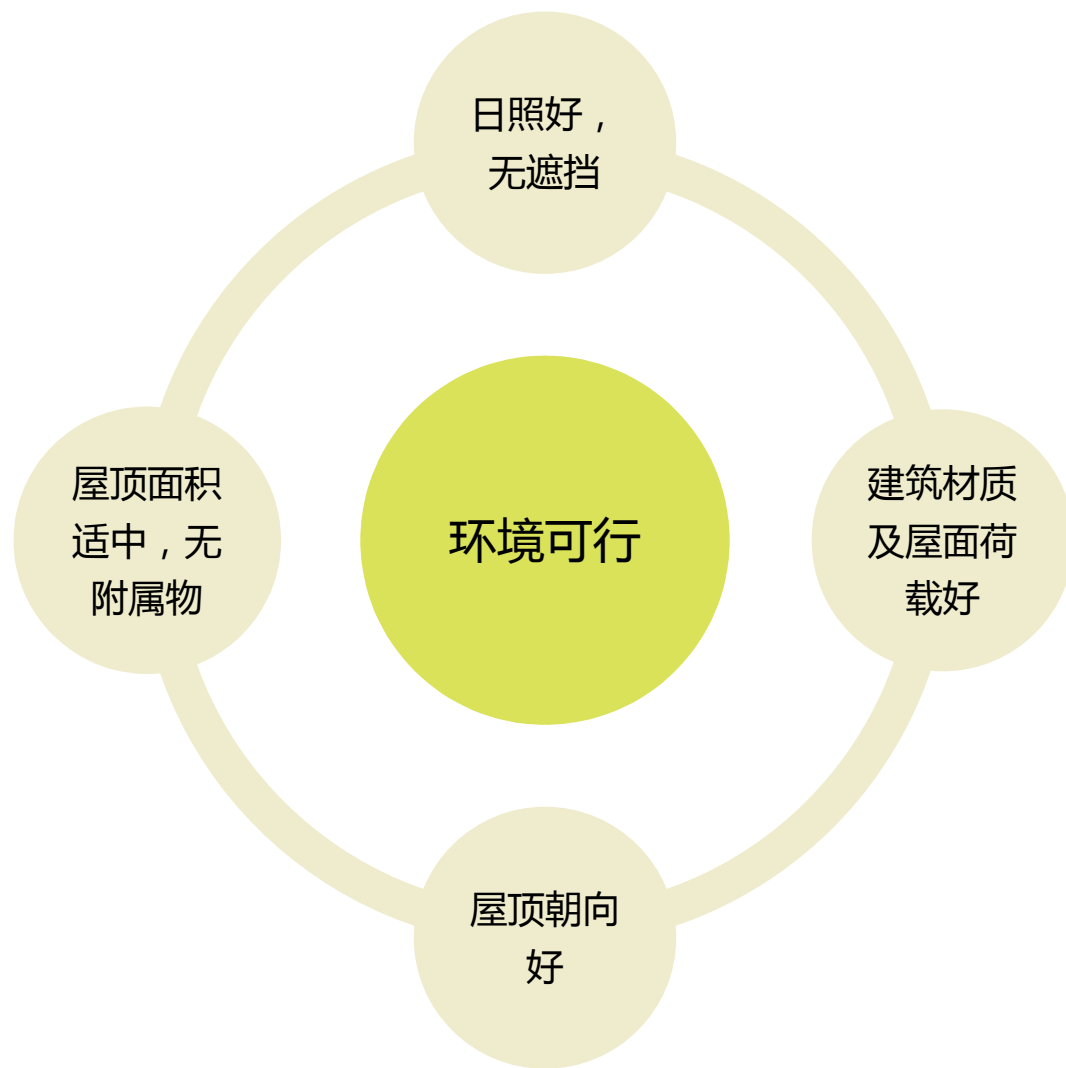 日照好，
无遮挡
屋顶面积
适中，无
附属物
环境可行
建筑材质
及屋面荷
载好
屋顶朝向
好